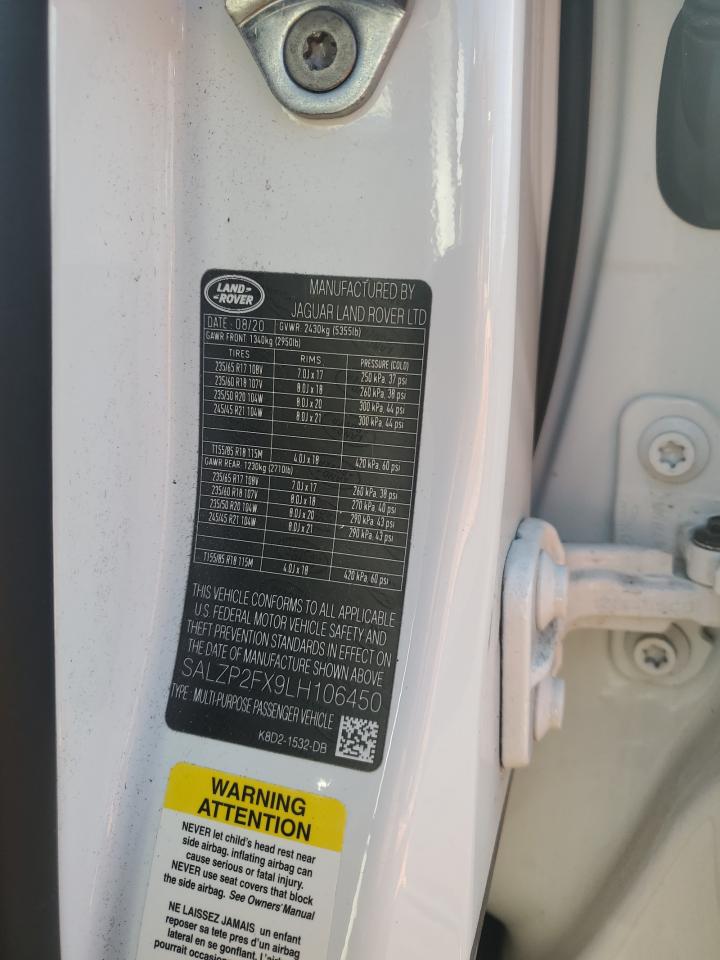 LAND-
-ROVER
MANUFACTURED BY
JAGUAR LAND ROVER LTD
DATE : 08/20 GVWR: 2430kg (5355lb)
GAWR FRONT: 1340kg (2950lb)
TIRES RIMS PRESSURE (COLD)
235/65 R17 108V 7.0J x 17 250 kPa, 37 psi
235/60 R18 107V 8.0J x 18 260 kPa, 38 psi
235/50 R20 104W 8.0J x 20 300 kPa, 44 psi
245/45 R21 104W 8.0J x 21 300 kPa, 44 psi
T155/85 R18 115M 4.0J x 18 420 kPa, 60 psi
GAWR REAR: 1230kg (2710lb)
235/65 R17 108V 7.0J x 17 260 kPa, 38 psi
235/60 R18 107V 8.0J x 18 270 kPa, 40 psi
235/50 R20 104W 8.0J x 20 290 kPa, 43 psi
245/45 R21 104W 8.0J x 21 290 kPa, 43 psi
T155/85 R18 115M 4.0J x 18 420 kPa, 60 psi
THIS VEHICLE CONFORMS TO ALL APPLICABLE
U.S. FEDERAL MOTOR VEHICLE SAFETY AND
THEFT PREVENTION STANDARDS IN EFFECT ON
THE DATE OF MANUFACTURE SHOWN ABOVE
SALZP2FX9LH106450
TYPE : MULTI-PURPOSE PASSENGER VEHICLE
K8D2-1532-DB
WARNING
ATTENTION
NEVER let child's head rest near
side airbag, inflating airbag can
cause serious or fatal injury.
NEVER use seat covers that block
the side airbag. See Owners' Manual
NE LAISSEZ JAMAIS un enfant
reposer sa tete pres d'un airbag
lateral en se gonflant, L'airbag
pourrait occasion